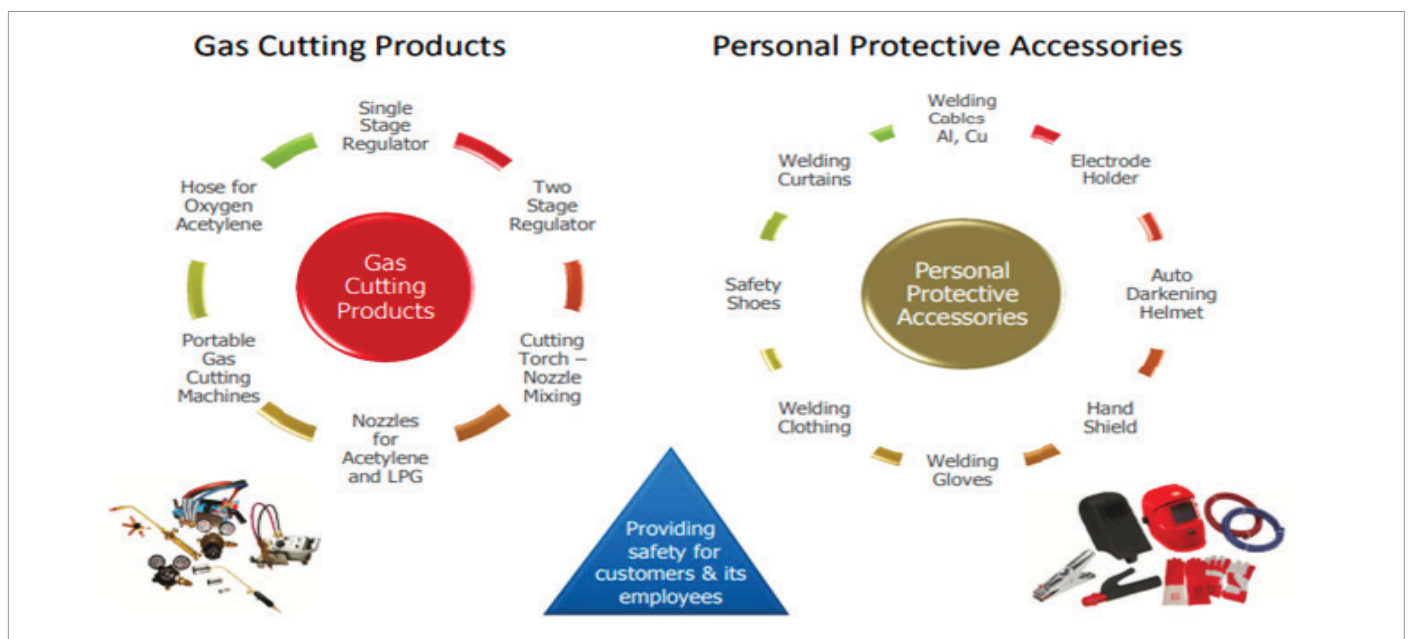 Gas Cutting Products
Single
Stage
Regulator
Two
Stage
Regulator
Cutting
Torch –
Nozzle
Mixing
Nozzles
for
Acetylene
and LPG
Portable
Gas
Cutting
Machines
Hose for
Oxygen
Acetylene
Gas
Cutting
Products
Personal Protective Accessories
Welding
Cables
Al, Cu
Electrode
Holder
Auto
Darkening
Helmet
Hand
Shield
Welding
Gloves
Welding
Clothing
Safety
Shoes
Welding
Curtains
Personal
Protective
Accessories
Providing
safety for
customers & its
employees